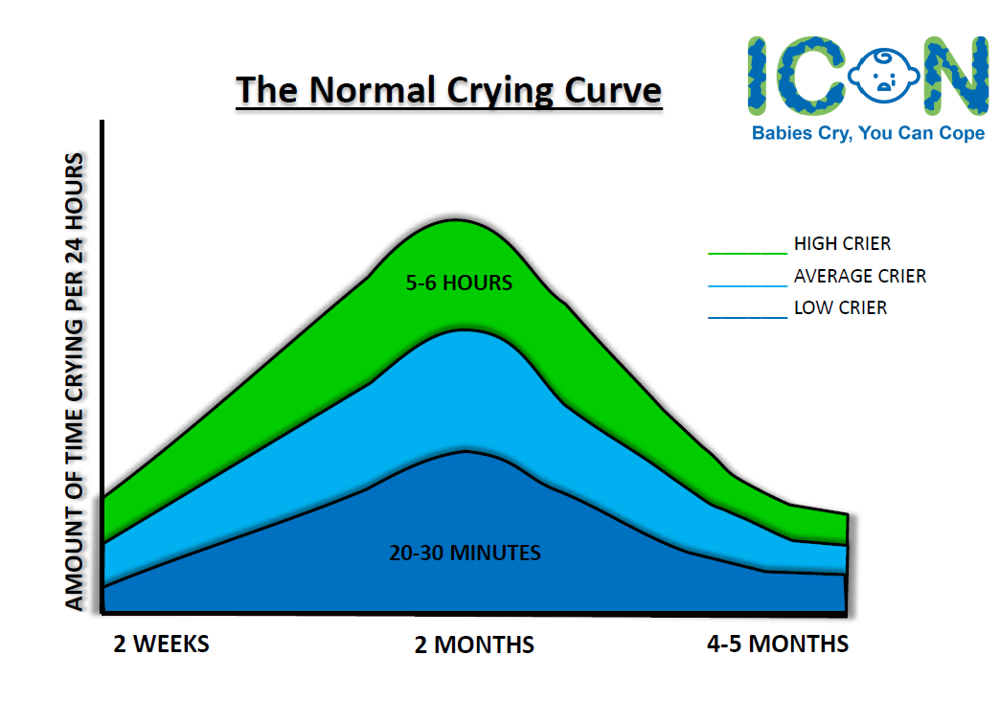 The Normal Crying Curve
ICON
Babies Cry, You Can Cope
AMOUNT OF TIME CRYING PER 24 HOURS
HIGH CRIER
AVERAGE CRIER
LOW CRIER
5-6 HOURS
20-30 MINUTES
2 WEEKS
2 MONTHS
4-5 MONTHS